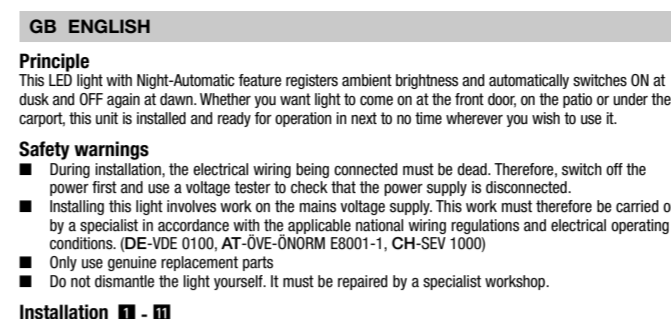 GB ENGLISH
Principle
This LED light with Night-Automatic feature registers ambient brightness and automatically switches ON at
dusk and OFF again at dawn. Whether you want light to come on at the front door, on the patio or under the
carport, this unit is installed and ready for operation in next to no time wherever you wish to use it.
Safety warnings
■ During installation, the electrical wiring being connected must be dead. Therefore, switch off the
power first and use a voltage tester to check that the power supply is disconnected.
■ Installing this light involves work on the mains voltage supply. This work must therefore be carried o
by a specialist in accordance with the applicable national wiring regulations and electrical operating
conditions. (DE-VDE 0100, AT-ÖVE-ÖNORM E8001-1, CH-SEV 1000)
■ Only use genuine replacement parts
■ Do not dismantle the light yourself. It must be repaired by a specialist workshop.
Installation 1 - 11